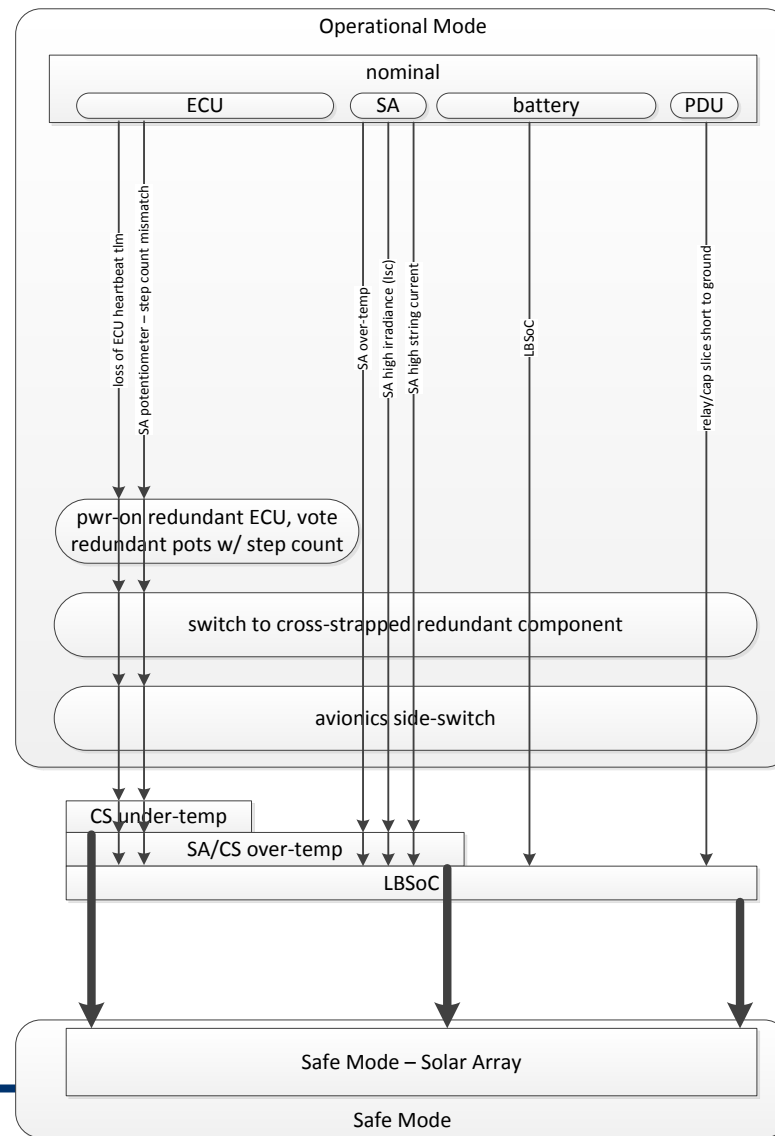 Operational Mode
nominal
ECU
SA
battery
PDU
loss of ECU heartbeat tlm
SA potentiometer – step count mismatch
SA over-temp
SA high irradiance (Isc)
SA high string current
LBSoC
relay/cap slice short to ground
pwr-on redundant ECU, vote
redundant pots w/ step count
switch to cross-strapped redundant component
avionics side-switch
CS under-temp
SA/CS over-temp
LBSoC
Safe Mode – Solar Array
Safe Mode